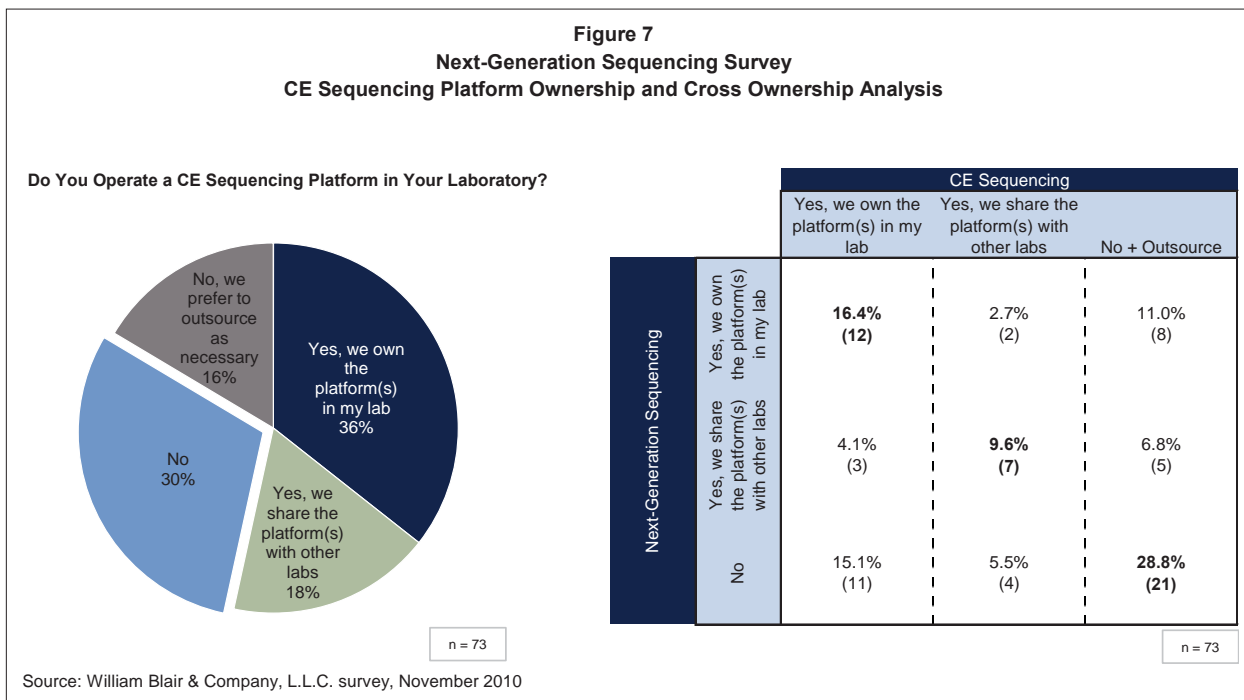 Figure 7
Next-Generation Sequencing Survey
CE Sequencing Platform Ownership and Cross Ownership Analysis
Do You Operate a CE Sequencing Platform in Your Laboratory?
No, we
prefer to
outsource
as
necessary
16%
Yes, we own
the
platform(s)
in my lab
36%
No
30%
Yes, we
share the
platform(s)
with other
labs
18%
n = 73
CE Sequencing
Yes, we own the
platform(s) in my
lab
Yes, we share the
platform(s) with
other labs
No + Outsource
Next-Generation Sequencing
Yes, we own
the platform(s)
in my lab
16.4%
(12)
2.7%
(2)
11.0%
(8)
Yes, we share
the platform(s)
with other labs
4.1%
(3)
9.6%
(7)
6.8%
(5)
No
15.1%
(11)
5.5%
(4)
28.8%
(21)
n = 73
Source: William Blair & Company, L.L.C. survey, November 2010